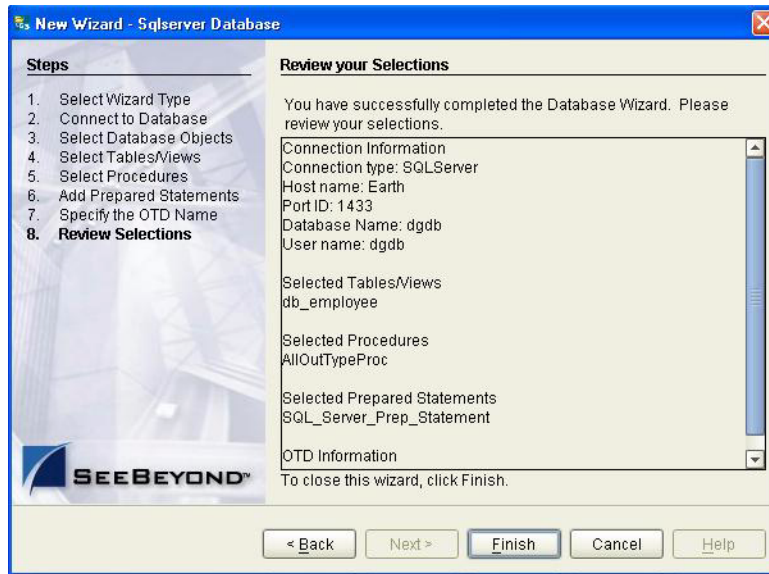 New Wizard - Sqlserver Database
Steps
1. Select Wizard Type
2. Connect to Database
3. Select Database Objects
4. Select Tables/Views
5. Select Procedures
6. Add Prepared Statements
7. Specify the OTD Name
8. Review Selections
SEEBEYOND™
Review your Selections
You have successfully completed the Database Wizard. Please
review your selections.
Connection Information
Connection type: SQLServer
Host name: Earth
Port ID: 1433
Database Name: dgdb
User name: dgdb
Selected Tables/Views
db_employee
Selected Procedures
AllOutTypeProc
Selected Prepared Statements
SQL_Server_Prep_Statement
OTD Information
To close this wizard, click Finish.
< Back Next > Finish Cancel Help